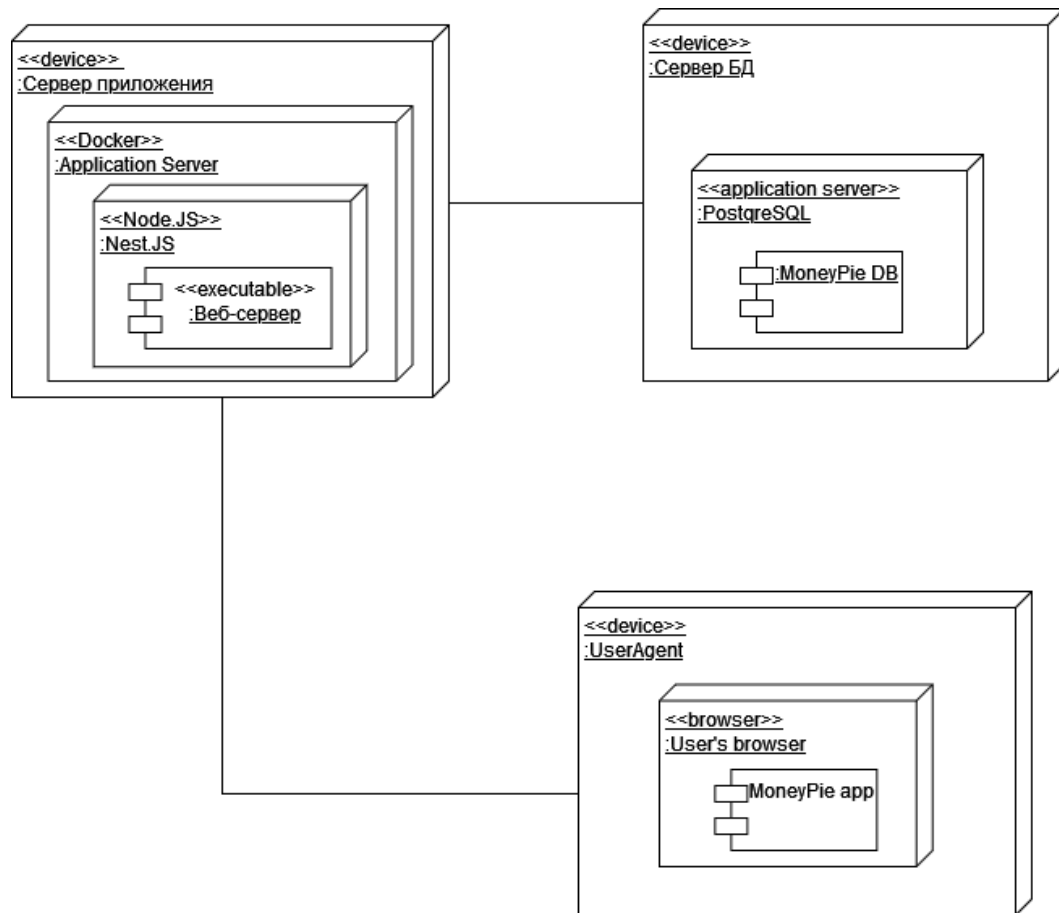 <<device>>
:Сервер приложения
<<Docker>>
:Application Server
<<Node.JS>>
:Nest.JS
<<executable>>
:Веб-сервер
<<device>>
:Сервер БД
<<application server>>
:PostgreSQL
:MoneyPie DB
<<device>>
:UserAgent
<<browser>>
:User's browser
MoneyPie app